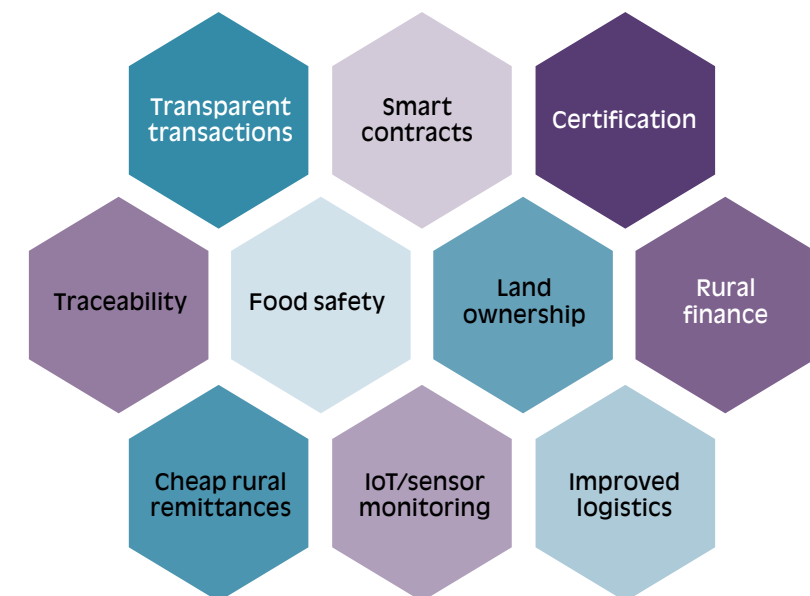 Transparent
transactions
Smart
contracts
Certification
Traceability
Food safety
Land
ownership
Rural
finance
Cheap rural
remittances
IoT/sensor
monitoring
Improved
logistics